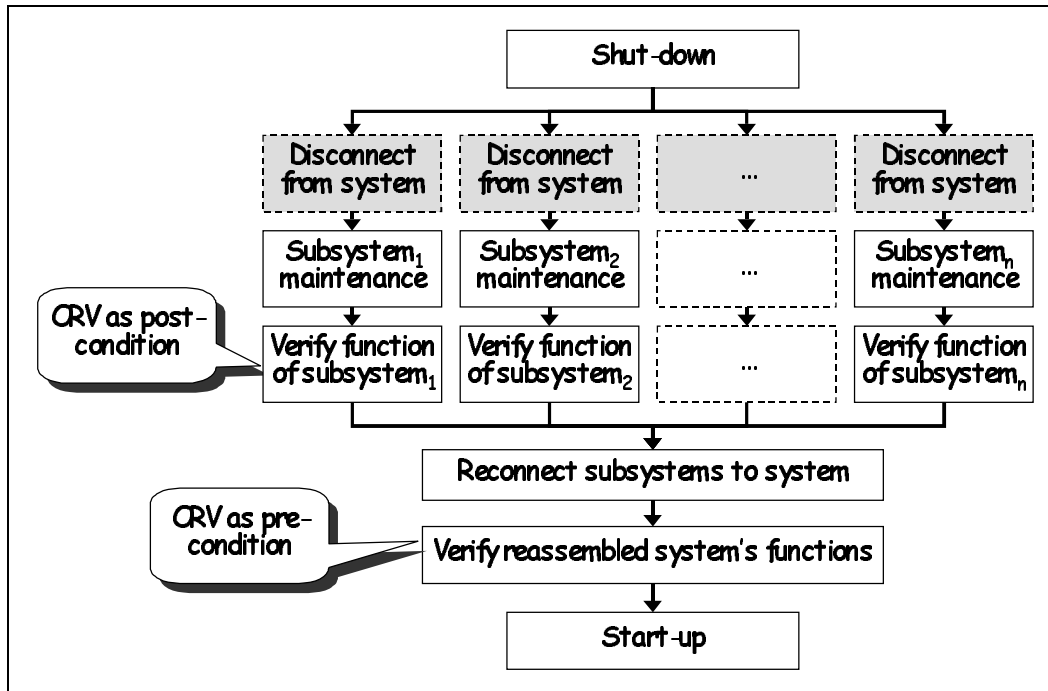 Shut-down
Disconnect
from system
Disconnect
from system
...
Disconnect
from system
Subsystem₁
maintenance
Subsystem₂
maintenance
...
Subsystemₙ
maintenance
CRV as post-
condition
Verify function
of subsystem₁
Verify function
of subsystem₂
...
Verify function
of subsystemₙ
Reconnect subsystems to system
CRV as pre-
condition
Verify reassembled system's functions
Start-up